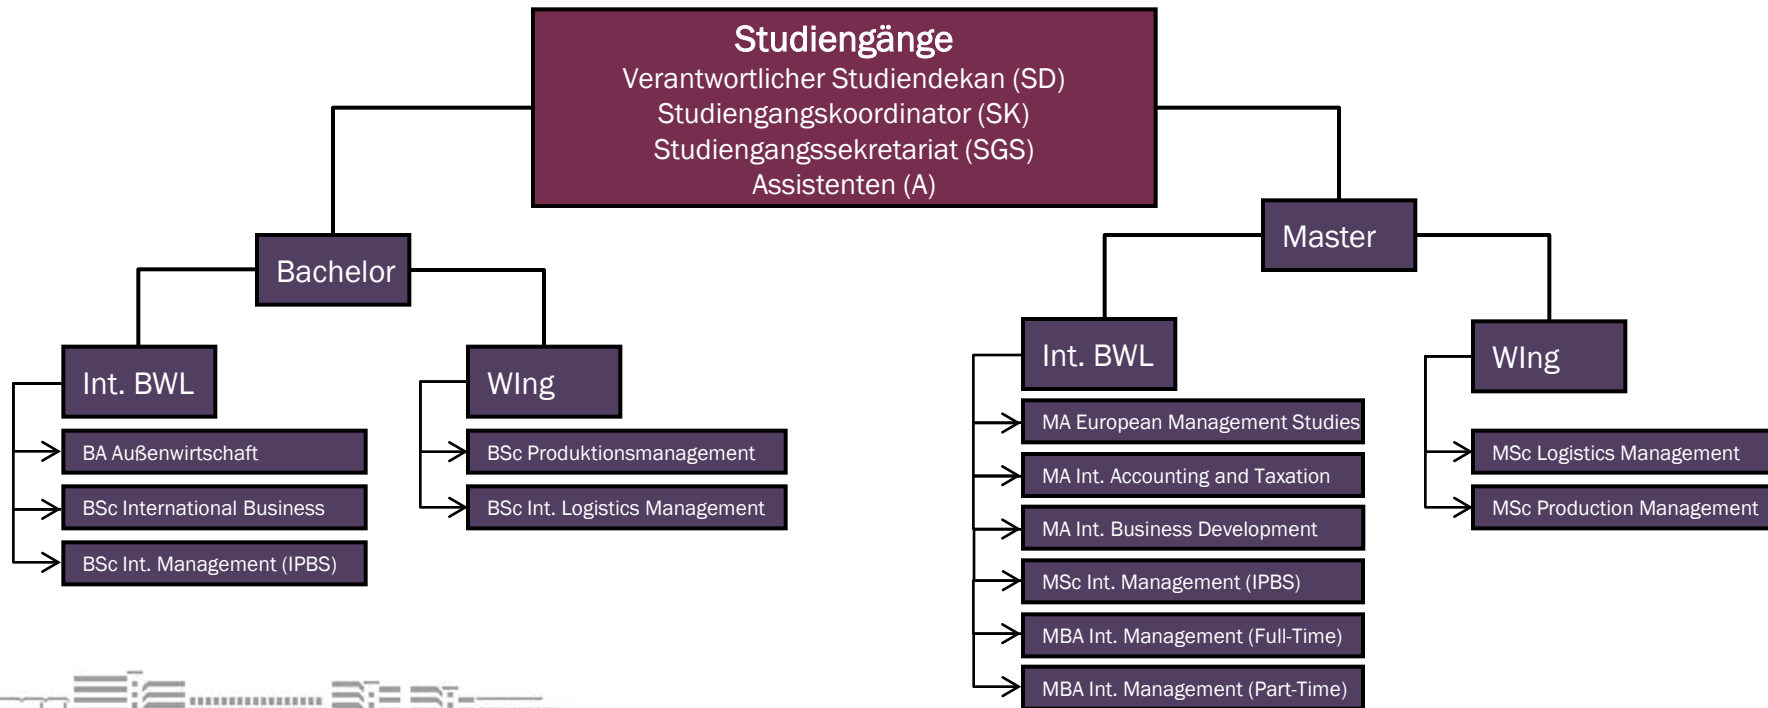 Studiengänge
Verantwortlicher Studiendekan (SD)
Studiengangskoordinator (SK)
Studiengangssekretariat (SGS)
Assistenten (A)
Bachelor
Int. BWL
BA Außenwirtschaft
BSc International Business
BSc Int. Management (IPBS)
WIng
BSc Produktionsmanagement
BSc Int. Logistics Management
Master
Int. BWL
MA European Management Studies
MA Int. Accounting and Taxation
MA Int. Business Development
MSc Int. Management (IPBS)
MBA Int. Management (Full-Time)
MBA Int. Management (Part-Time)
WIng
MSc Logistics Management
MSc Production Management